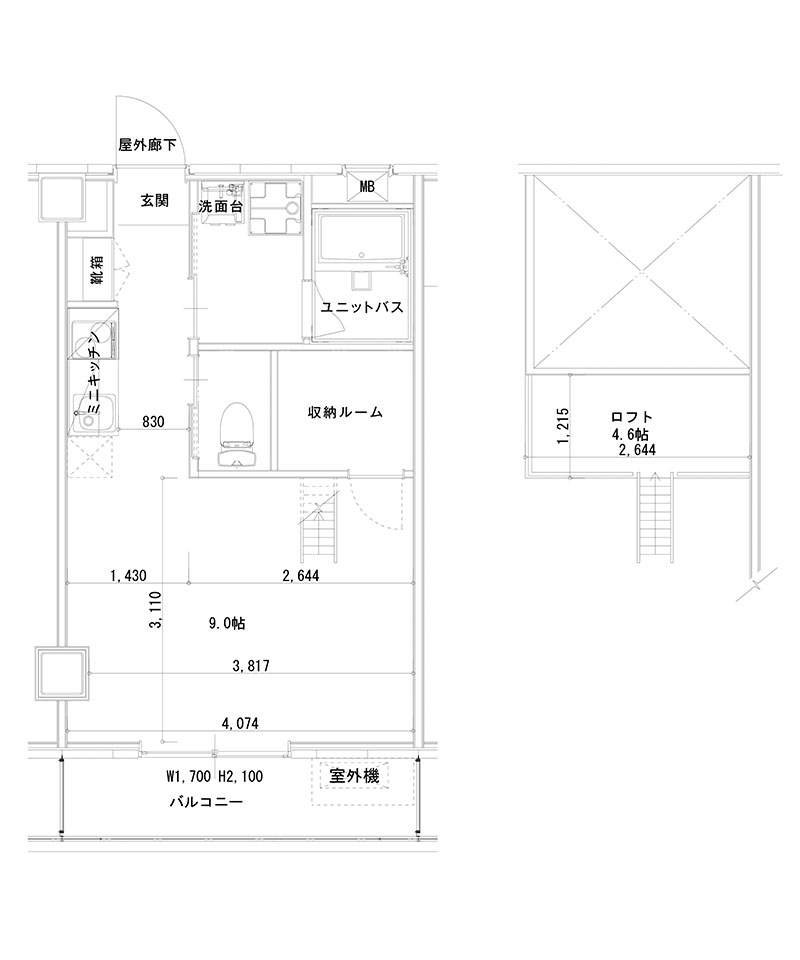 屋外廊下
玄関
洗面台
MB
靴箱
ユニットバス
ミニキッチン
830
収納ルーム
1,430
2,644
3,110
9.0帖
3,817
4,074
W1,700 H2,100
バルコニー
室外機
1,215
ロフト
4.6帖
2,644